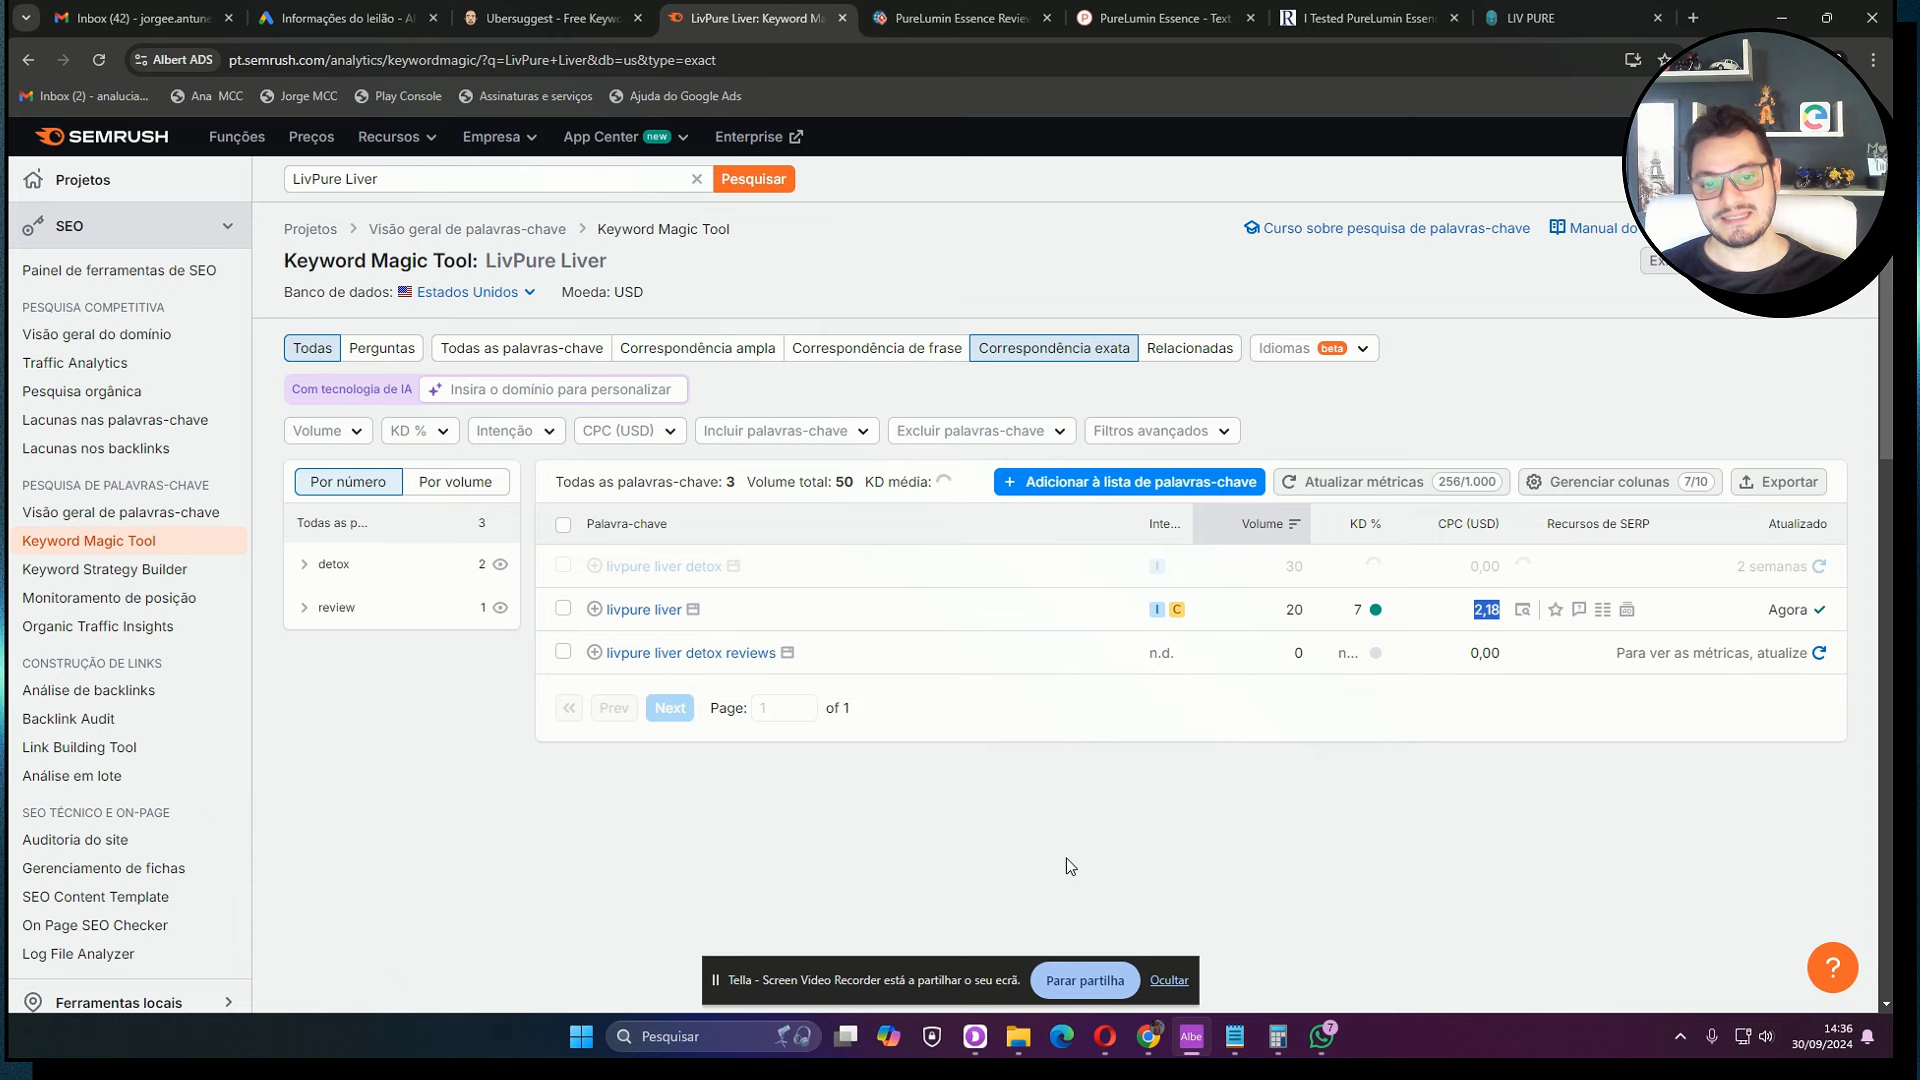 Inbox (42) - jorgee.antune
Informações do leilão - Al
Ubersuggest - Free Keyw
LivPure Liver: Keyword Ma
PureLumin Essence Review
PureLumin Essence - Text
I Tested PureLumin Essenc
LIV PURE
Albert ADS
pt.semrush.com/analytics/keywordmagic/?q=LivPure+Liver&db=us&type=exact
Inbox (2) - analucia...
Ana MCC
Jorge MCC
Play Console
Assinaturas e serviços
Ajuda do Google Ads
SEMRUSH
Funções
Preços
Recursos
Empresa
App Center new
Enterprise
Projetos
LivPure Liver
Pesquisar
SEO
Projetos > Visão geral de palavras-chave > Keyword Magic Tool
Curso sobre pesquisa de palavras-chave
Manual do
Keyword Magic Tool: LivPure Liver
Ex
Banco de dados: Estados Unidos
Moeda: USD
Painel de ferramentas de SEO
PESQUISA COMPETITIVA
Visão geral do domínio
Traffic Analytics
Pesquisa orgânica
Lacunas nas palavras-chave
Lacunas nos backlinks
PESQUISA DE PALAVRAS-CHAVE
Visão geral de palavras-chave
Keyword Magic Tool
Keyword Strategy Builder
Monitoramento de posição
Organic Traffic Insights
CONSTRUÇÃO DE LINKS
Análise de backlinks
Backlink Audit
Link Building Tool
Análise em lote
SEO TÉCNICO E ON-PAGE
Auditoria do site
Gerenciamento de fichas
SEO Content Template
On Page SEO Checker
Log File Analyzer
Ferramentas locais
Todas
Perguntas
Todas as palavras-chave
Correspondência ampla
Correspondência de frase
Correspondência exata
Relacionadas
Idiomas beta
Com tecnologia de IA
Insira o domínio para personalizar
Volume
KD %
Intenção
CPC (USD)
Incluir palavras-chave
Excluir palavras-chave
Filtros avançados
Por número
Por volume
Todas as p... 3
detox 2
review 1
Todas as palavras-chave: 3 Volume total: 50 KD média:
+ Adicionar à lista de palavras-chave
Atualizar métricas 256/1.000
Gerenciar colunas 7/10
Exportar
Palavra-chave Inte... Volume KD % CPC (USD) Recursos de SERP Atualizado
livpure liver detox I 30 0,00 2 semanas
livpure liver I C 20 7 2,18 Agora
livpure liver detox reviews n.d. 0 n... 0,00 Para ver as métricas, atualize
Prev
Next
Page: 1 of 1
?
Tella - Screen Video Recorder está a partilhar o seu ecrã.
Parar partilha
Ocultar
Pesquisar
Albe
7
14:36
30/09/2024